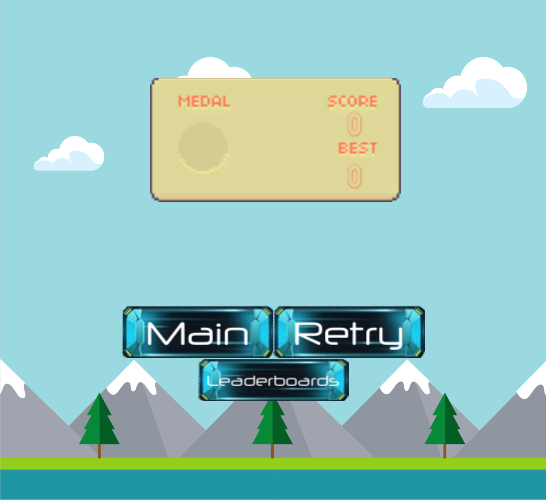 MEDAL SCORE
0
BEST
0
Main Retry
Leaderboards